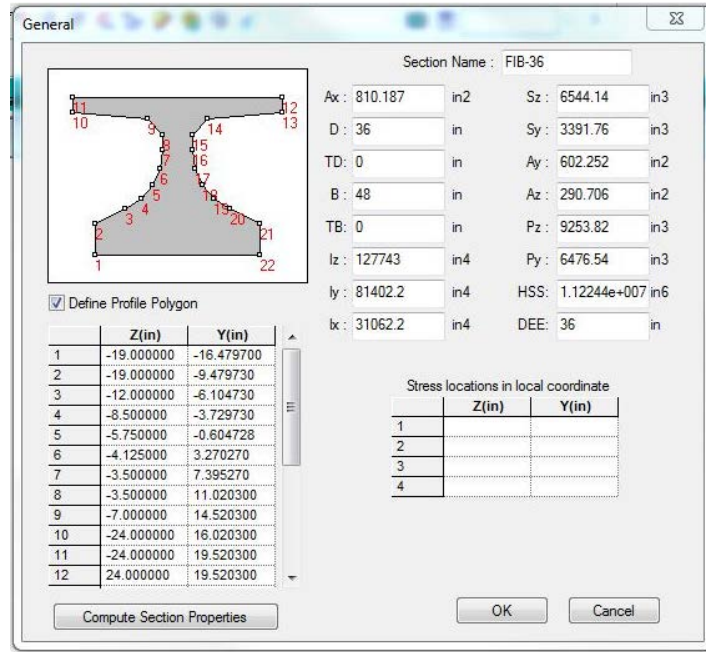 General
Section Name : FIB-36
11 12
10 13
9 14
8 15
7 16
6 17
5 18
4 19
3 20
2 21
1 22
Ax : 810.187 in2 Sz : 6544.14 in3
D : 36 in Sy : 3391.76 in3
TD: 0 in Ay : 602.252 in2
B : 48 in Az : 290.706 in2
TB: 0 in Pz : 9253.82 in3
Iz : 127743 in4 Py : 6476.54 in3
Iy : 81402.2 in4 HSS: 1.12244e+007 in6
Ix : 31062.2 in4 DEE: 36 in
Define Profile Polygon
Z(in) Y(in)
1 -19.000000 -16.479700
2 -19.000000 -9.479730
3 -12.000000 -6.104730
4 -8.500000 -3.729730
5 -5.750000 -0.604728
6 -4.125000 3.270270
7 -3.500000 7.395270
8 -3.500000 11.020300
9 -7.000000 14.520300
10 -24.000000 16.020300
11 -24.000000 19.520300
12 24.000000 19.520300
Stress locations in local coordinate
Z(in) Y(in)
1
2
3
4
Compute Section Properties
OK
Cancel